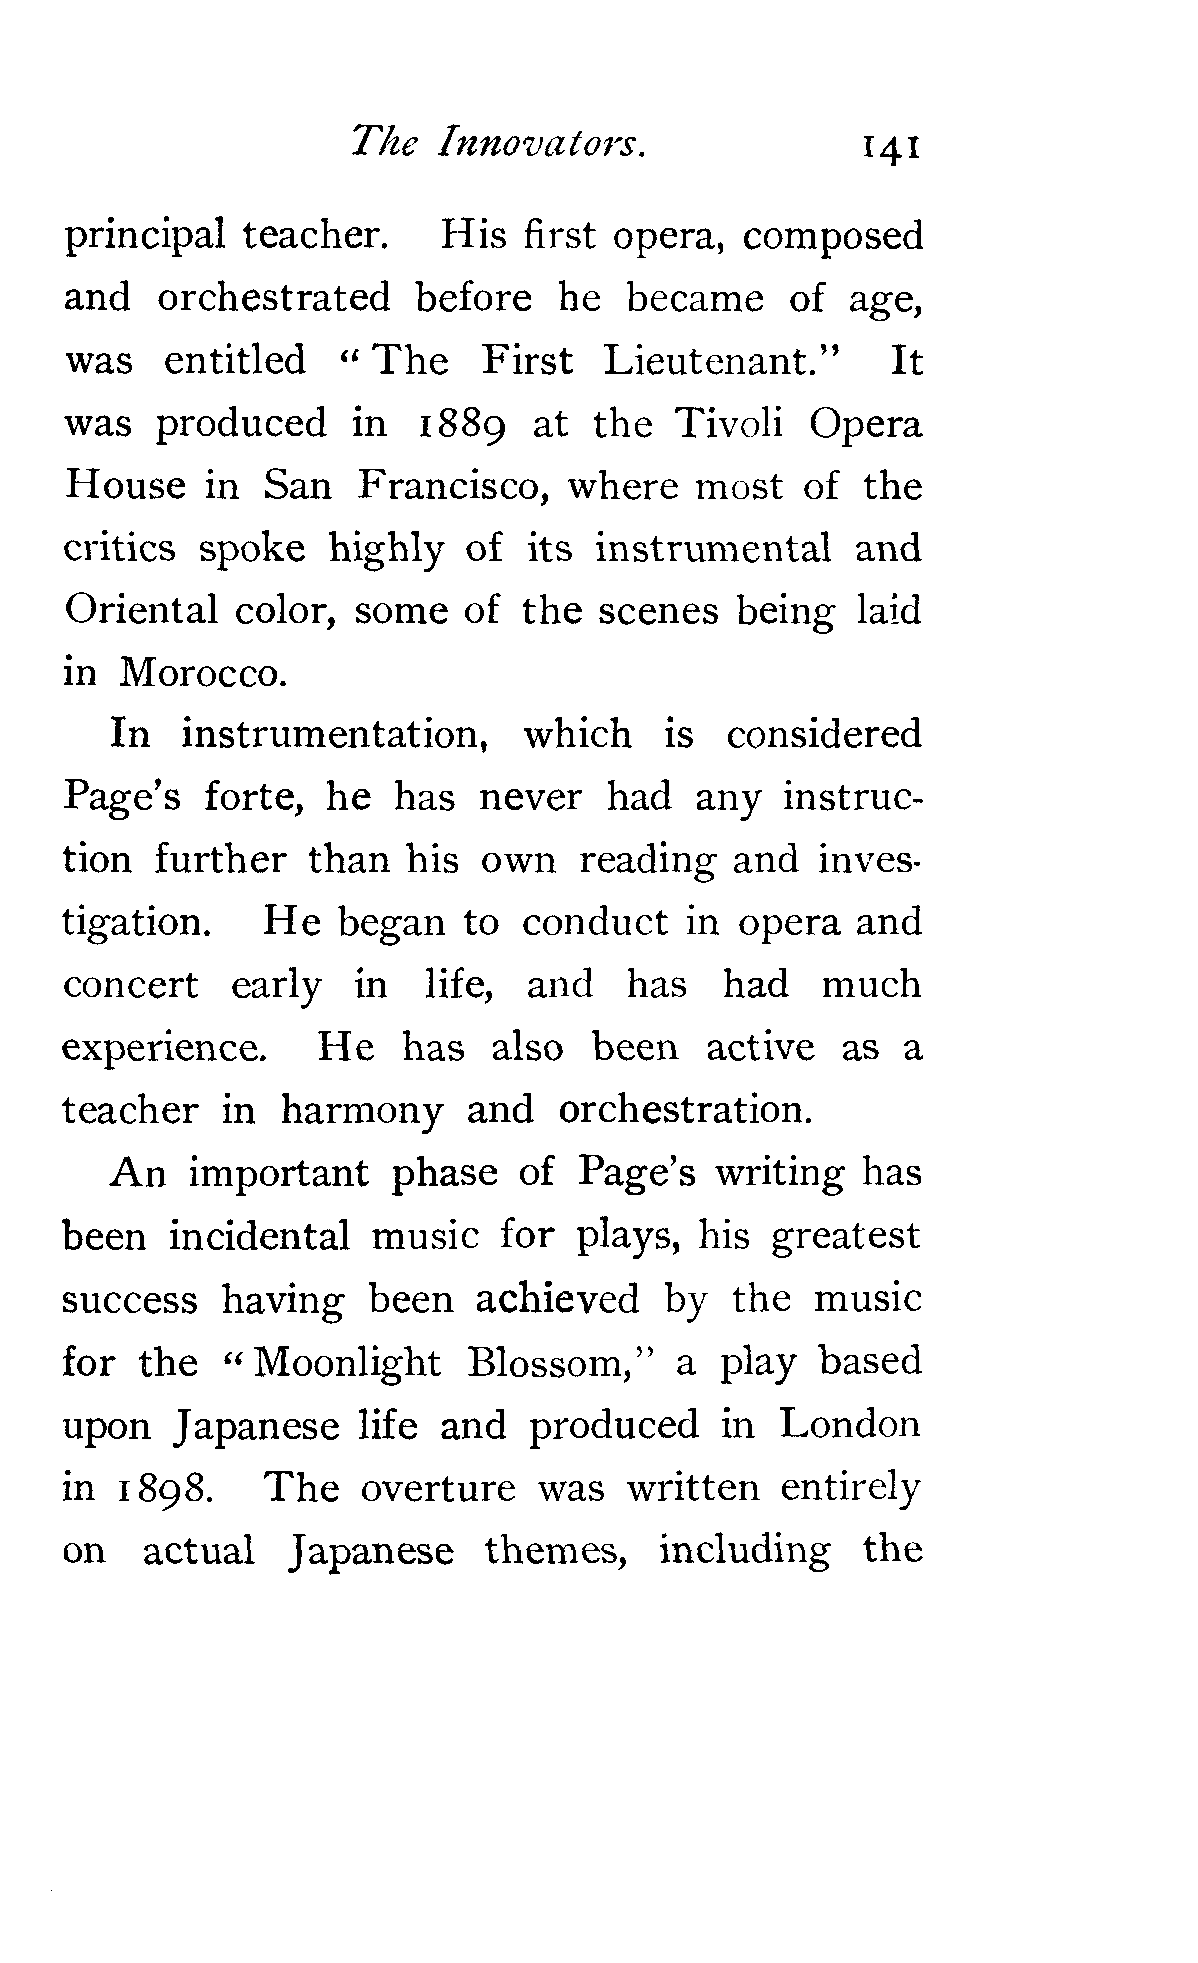 The Innovators. 141
principal teacher. His first opera, composed
and orchestrated before he became of age,
was entitled “ The First Lieutenant.” It
was produced in 1889 at the Tivoli Opera
House in San Francisco, where most of the
critics spoke highly of its instrumental and
Oriental color, some of the scenes being laid
in Morocco.
In instrumentation, which is considered
Page’s forte, he has never had any instruc-
tion further than his own reading and inves-
tigation. He began to conduct in opera and
concert early in life, and has had much
experience. He has also been active as a
teacher in harmony and orchestration.
An important phase of Page’s writing has
been incidental music for plays, his greatest
success having been achieved by the music
for the “ Moonlight Blossom,” a play based
upon Japanese life and produced in London
in 1898. The overture was written entirely
on actual Japanese themes, including the